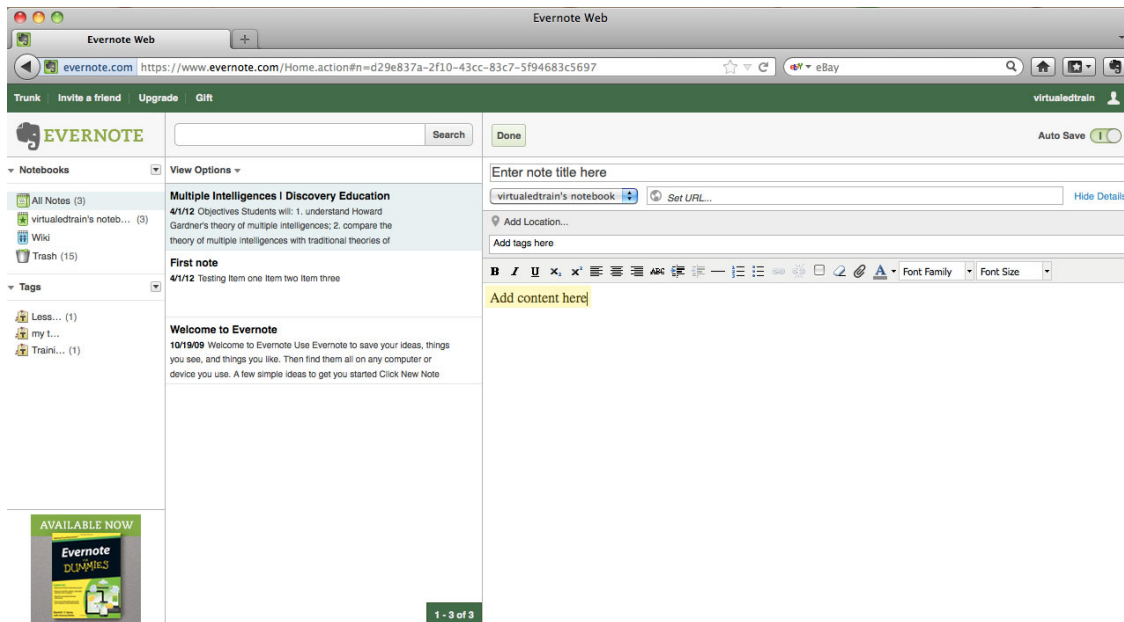 Evernote Web
Evernote Web
evernote.com https://www.evernote.com/Home.action#n=d29e837a-2f10-43cc-83c7-5f94683c5697
eBay
Trunk Invite a friend Upgrade Gift
virtualedtrain
EVERNOTE
Search
Done
Auto Save
Notebooks
All Notes (3)
virtualedtrain's noteb... (3)
Wiki
Trash (15)
Tags
Less... (1)
my t...
Traini... (1)
AVAILABLE NOW
Evernote
FOR
DUMMIES
View Options
Multiple Intelligences | Discovery Education
4/1/12 Objectives Students will: 1. understand Howard
Gardner's theory of multiple intelligences; 2. compare the
theory of multiple intelligences with traditional theories of
First note
4/1/12 Testing Item one Item two Item three
Welcome to Evernote
10/19/09 Welcome to Evernote Use Evernote to save your ideas, things
you see, and things you like. Then find them all on any computer or
device you use. A few simple ideas to get you started Click New Note
1 - 3 of 3
Enter note title here
virtualedtrain's notebook
Set URL...
Hide Details
Add Location...
Add tags here
B I U X₂ X² ABC A Font Family Font Size
Add content here